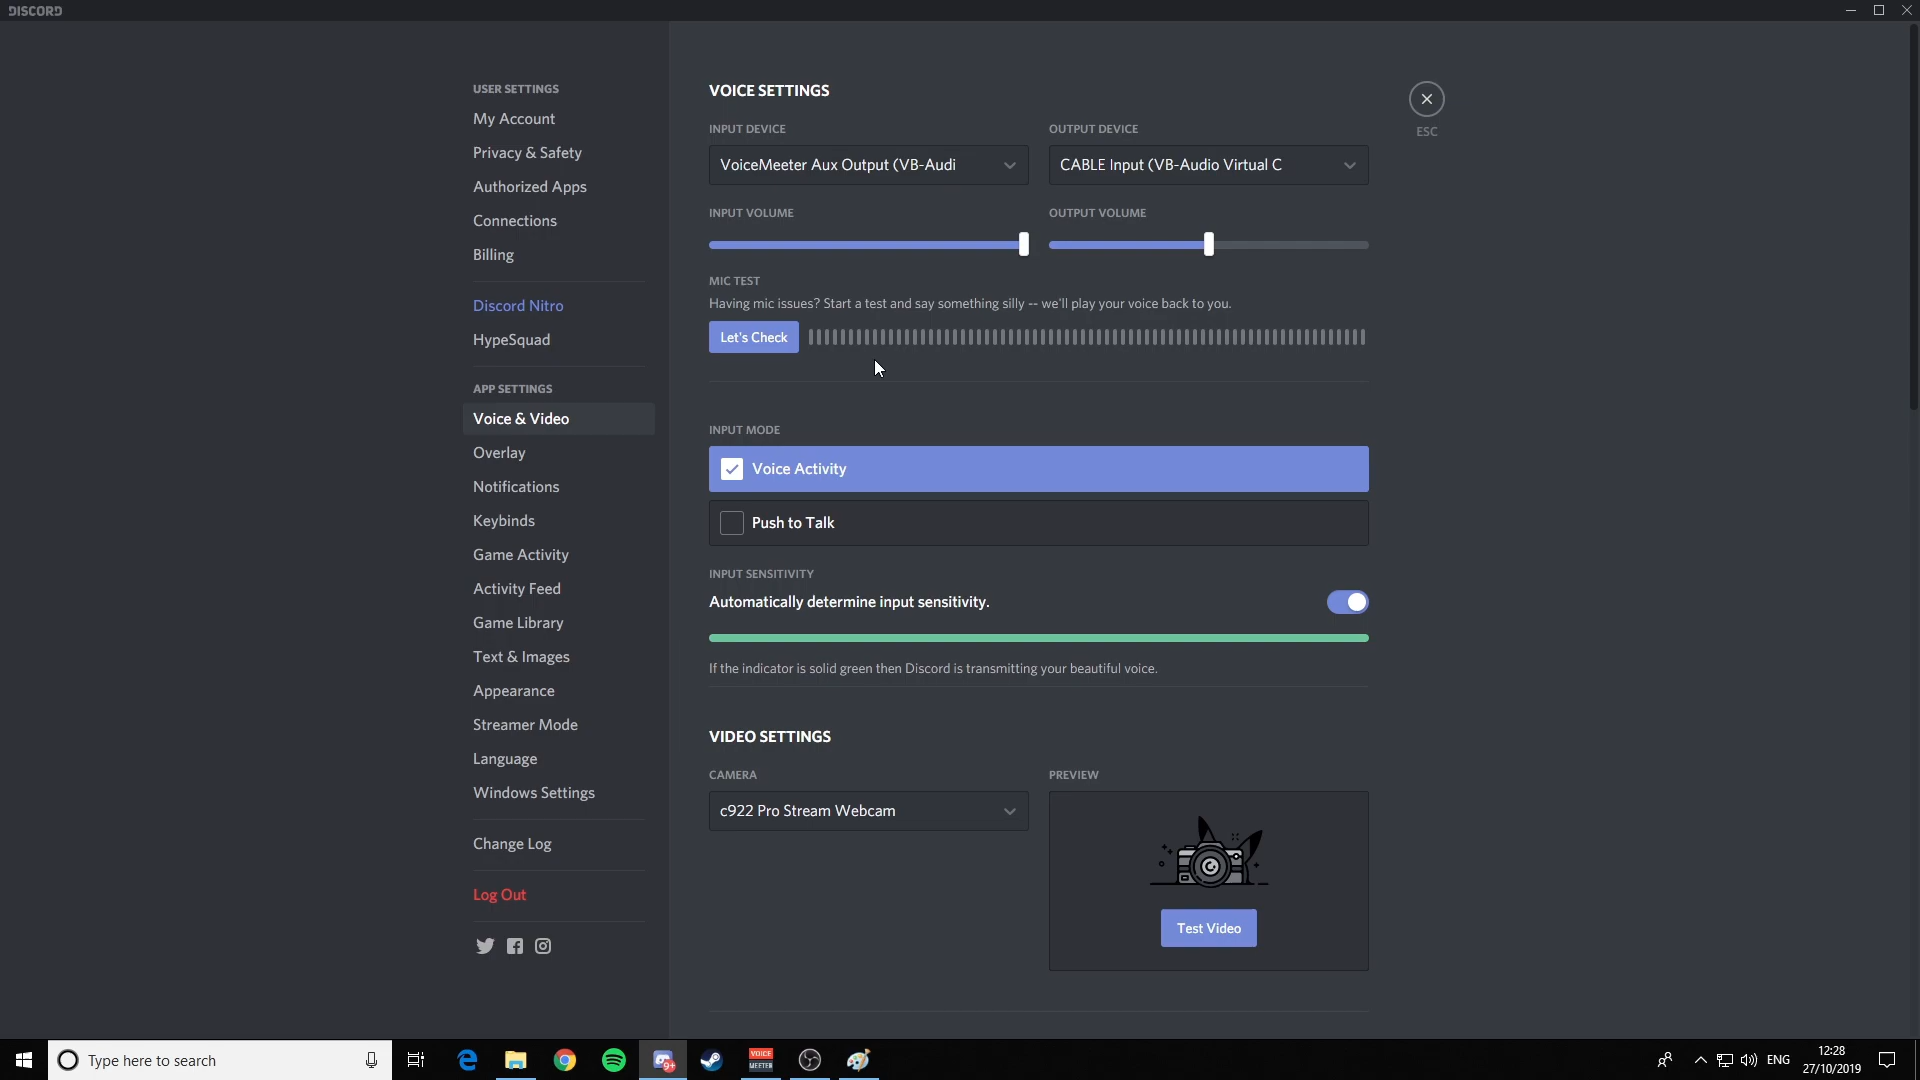 DISCORD
USER SETTINGS
My Account
Privacy & Safety
Authorized Apps
Connections
Billing
Discord Nitro
HypeSquad
APP SETTINGS
Voice & Video
Overlay
Notifications
Keybinds
Game Activity
Activity Feed
Game Library
Text & Images
Appearance
Streamer Mode
Language
Windows Settings
Change Log
Log Out
VOICE SETTINGS
ESC
INPUT DEVICE
VoiceMeeter Aux Output (VB-Audi
OUTPUT DEVICE
CABLE Input (VB-Audio Virtual C
INPUT VOLUME
OUTPUT VOLUME
MIC TEST
Having mic issues? Start a test and say something silly -- we'll play your voice back to you.
Let's Check
INPUT MODE
Voice Activity
Push to Talk
INPUT SENSITIVITY
Automatically determine input sensitivity.
If the indicator is solid green then Discord is transmitting your beautiful voice.
VIDEO SETTINGS
CAMERA
c922 Pro Stream Webcam
PREVIEW
Test Video
Type here to search
9+
VOICE
MEETER
ENG
12:28
27/10/2019